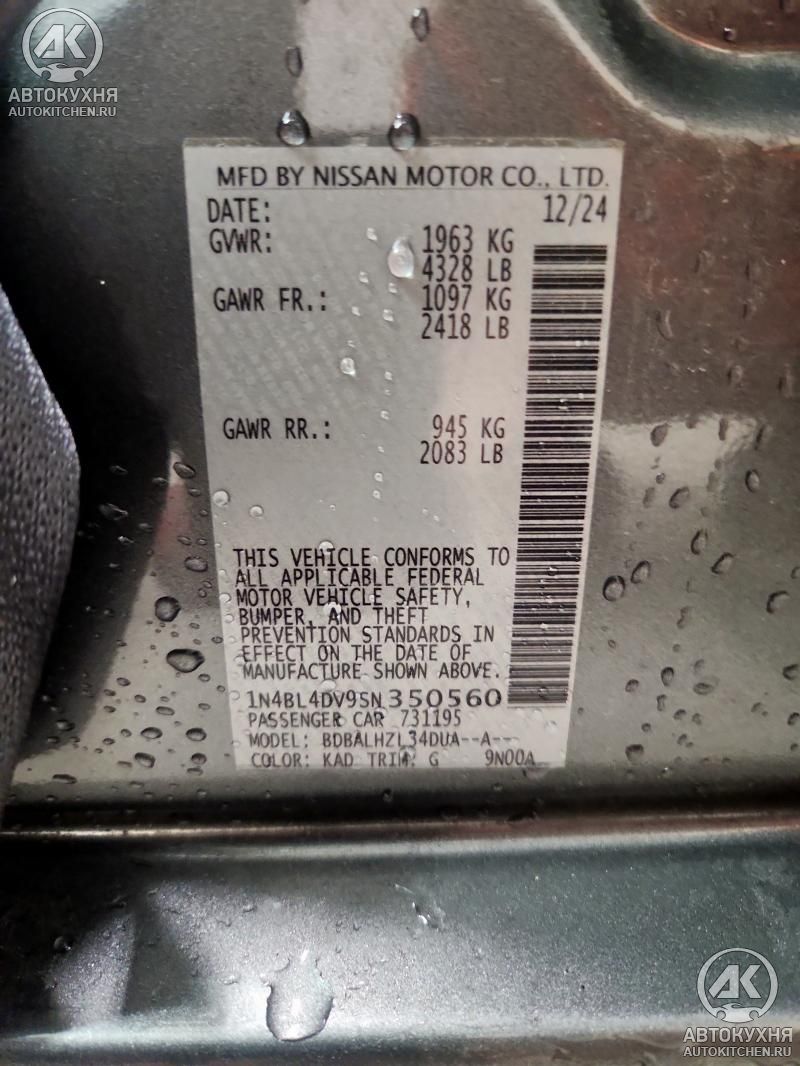 AK
АВТОКУХНЯ
AUTOKITCHEN.RU
MFD BY NISSAN MOTOR CO., LTD.
DATE: 12/24
GVWR: 1963 KG
4328 LB
GAWR FR.: 1097 KG
2418 LB
GAWR RR.: 945 KG
2083 LB
THIS VEHICLE CONFORMS TO
ALL APPLICABLE FEDERAL
MOTOR VEHICLE SAFETY,
BUMPER, AND THEFT
PREVENTION STANDARDS IN
EFFECT ON THE DATE OF
MANUFACTURE SHOWN ABOVE.
1N4BL4DV9SN350560
PASSENGER CAR 731195
MODEL: BDBALHZL34DUA--A--
COLOR: KAD TRIM: G 9N00A
AK
АВТОКУХНЯ
AUTOKITCHEN.RU